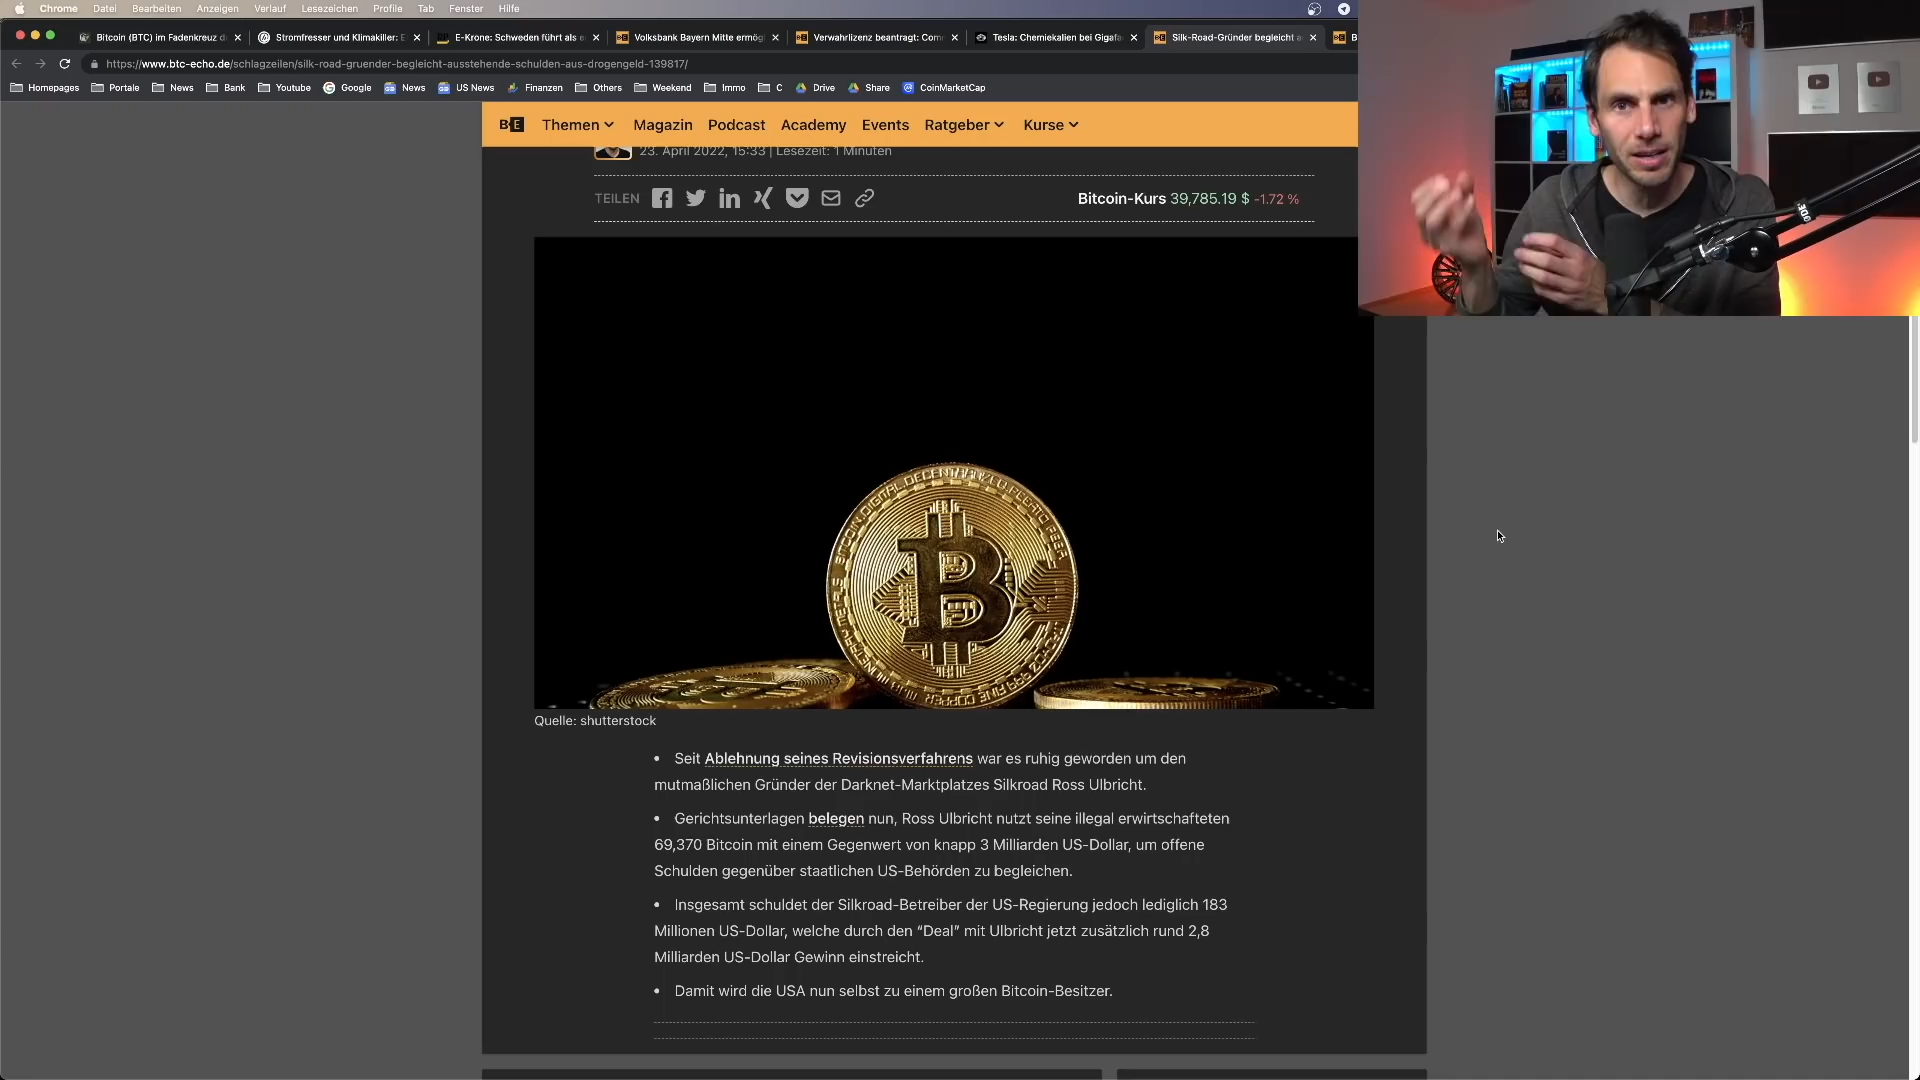 Chrome Datei Bearbeiten Anzeigen Verlauf Lesezeichen Profile Tab Fenster Hilfe
Bitcoin (BTC) im Fadenkreuz d
Stromfresser und Klimakiller: E
E-Krone: Schweden führt als e
Volksbank Bayern Mitte ermög
Verwahrlizenz beantragt: Com
Tesla: Chemiekalien bei Gigafa
Silk-Road-Gründer begleicht a
https://www.btc-echo.de/schlagzeilen/silk-road-gruender-begleicht-ausstehende-schulden-aus-drogengeld-139817/
Homepages Portale News Bank Youtube Google News US News Finanzen Others Weekend Immo C Drive Share CoinMarketCap
Themen Magazin Podcast Academy Events Ratgeber Kurse
23. April 2022, 15:33 | Lesezeit: 1 Minuten
TEILEN
Bitcoin-Kurs 39,785.19 $ -1.72 %
Quelle: shutterstock
• Seit Ablehnung seines Revisionsverfahrens war es ruhig geworden um den
mutmaßlichen Gründer der Darknet-Marktplatzes Silkroad Ross Ulbricht.
• Gerichtsunterlagen belegen nun, Ross Ulbricht nutzt seine illegal erwirtschafteten
69,370 Bitcoin mit einem Gegenwert von knapp 3 Milliarden US-Dollar, um offene
Schulden gegenüber staatlichen US-Behörden zu begleichen.
• Insgesamt schuldet der Silkroad-Betreiber der US-Regierung jedoch lediglich 183
Millionen US-Dollar, welche durch den “Deal” mit Ulbricht jetzt zusätzlich rund 2,8
Milliarden US-Dollar Gewinn einstreicht.
• Damit wird die USA nun selbst zu einem großen Bitcoin-Besitzer.